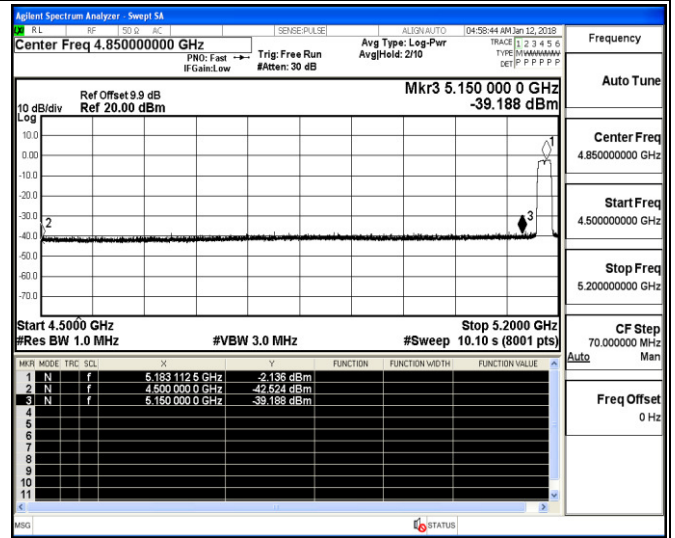 Agilent Spectrum Analyzer - Swept SA
RL RF 50 Ω AC SENSE:PULSE ALIGN AUTO 04:58:44 AM Jan 12, 2018
Center Freq 4.850000000 GHz
PNO: Fast Trig: Free Run Avg Type: Log-Pwr TRACE 1 2 3 4 5 6
IFGain:Low #Atten: 30 dB Avg|Hold: 2/10 TYPE MWWWWW
DET P P P P P P
Mkr3 5.150 000 0 GHz
-39.188 dBm
Ref Offset 9.9 dB
10 dB/div Ref 20.00 dBm
Log
10.0
0.00
-10.0
-20.0
-30.0
-40.0
-50.0
-60.0
-70.0
1
2
3
Start 4.5000 GHz Stop 5.2000 GHz
#Res BW 1.0 MHz #VBW 3.0 MHz #Sweep 10.10 s (8001 pts)
MKR MODE TRC SCL X Y FUNCTION FUNCTION WIDTH FUNCTION VALUE
1 N f 5.183 112 5 GHz -2.136 dBm
2 N f 4.500 000 0 GHz -42.524 dBm
3 N f 5.150 000 0 GHz -39.188 dBm
4
5
6
7
8
9
10
11
MSG STATUS
Frequency
Auto Tune
Center Freq
4.850000000 GHz
Start Freq
4.500000000 GHz
Stop Freq
5.200000000 GHz
CF Step
70.000000 MHz
Auto Man
Freq Offset
0 Hz